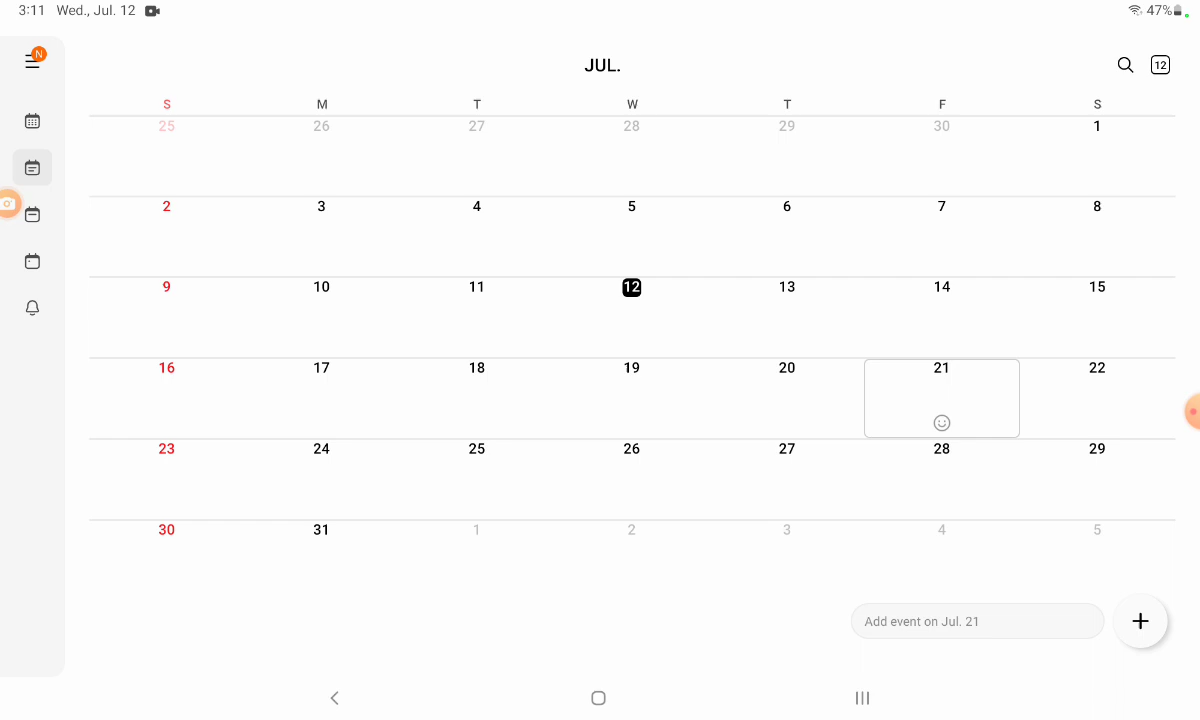 3:11 Wed., Jul. 12 47%
N
JUL. 12
S M T W T F S
25 26 27 28 29 30 1
2 3 4 5 6 7 8
9 10 11 12 13 14 15
16 17 18 19 20 21 22
23 24 25 26 27 28 29
30 31 1 2 3 4 5
Add event on Jul. 21